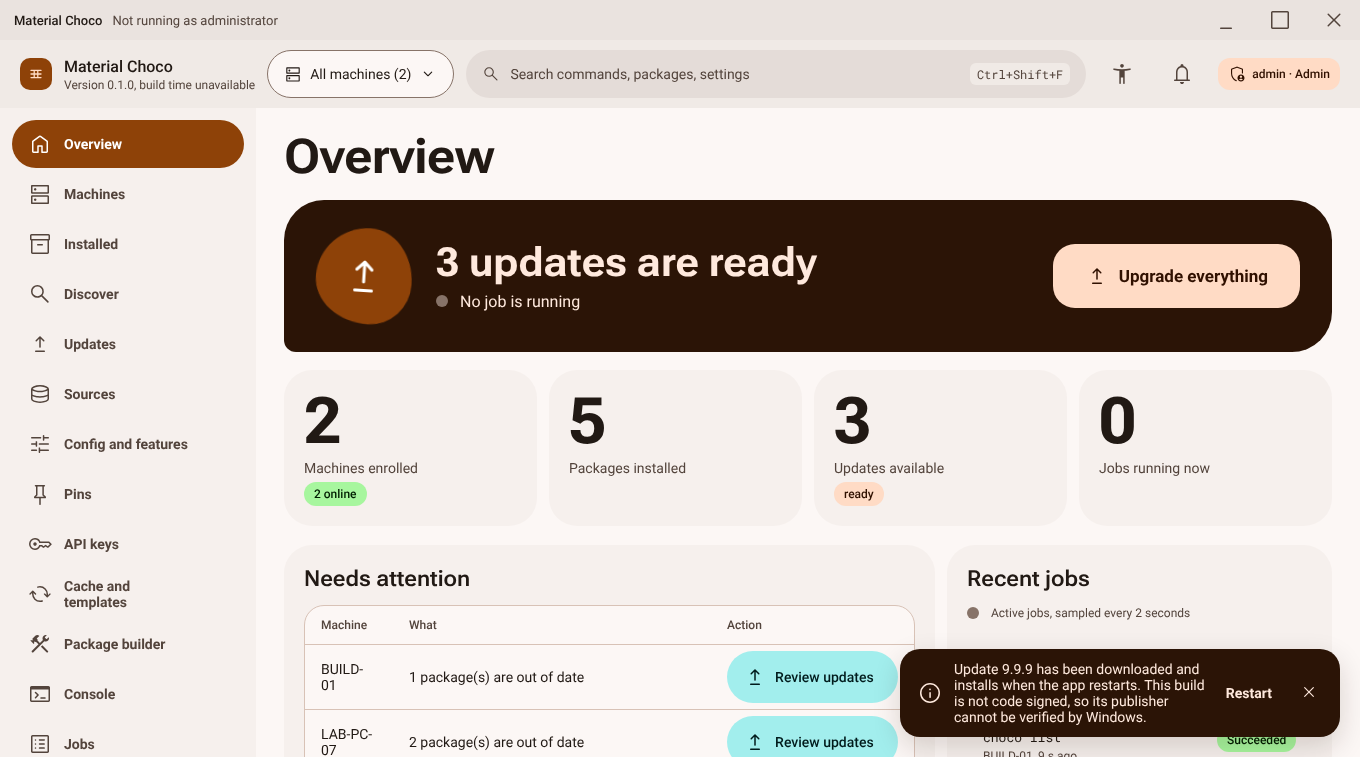 Material Choco Not running as administrator
Material Choco
Version 0.1.0, build time unavailable
All machines (2)
Search commands, packages, settings
Ctrl+Shift+F
admin · Admin
Overview
Machines
Installed
Discover
Updates
Sources
Config and features
Pins
API keys
Cache and
templates
Package builder
Console
Jobs
Overview
3 updates are ready
No job is running
Upgrade everything
2
Machines enrolled
2 online
5
Packages installed
3
Updates available
ready
0
Jobs running now
Needs attention
Machine What Action
BUILD-
01
1 package(s) are out of date
Review updates
LAB-PC-
07
2 package(s) are out of date
Review updates
Recent jobs
Active jobs, sampled every 2 seconds
Update 9.9.9 has been downloaded and
installs when the app restarts. This build
is not code signed, so its publisher
cannot be verified by Windows.
Restart
choco list
Succeeded
BUILD-01, 9 s ago